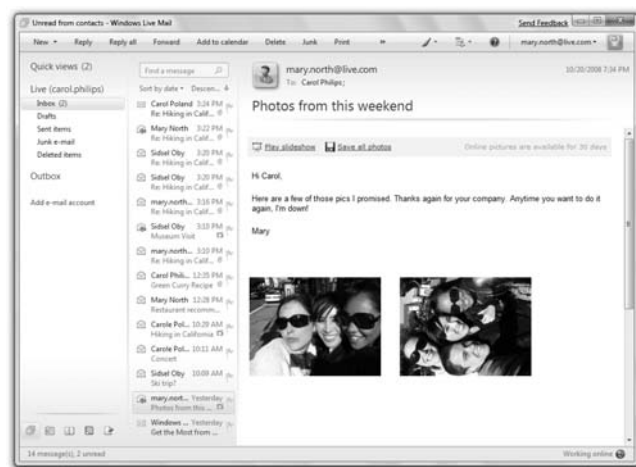 Unread from contacts - Windows Live Mail
Send Feedback
New Reply Reply all Forward Add to calendar Delete Junk Print »
mary.north@live.com
Quick views (2)
Live (carol.philips)
Inbox (2)
Drafts
Sent items
Junk e-mail
Deleted items
Outbox
Add e-mail account
Find a message
Sort by date Descen...
Carol Poland 3:24 PM
Re: Hiking in Calif...
Mary North 3:22 PM
Re: Hiking in Calif...
Sidsel Oby 3:20 PM
Re: Hiking in Calif...
Sidsel Oby 3:20 PM
Re: Hiking in Calif...
mary.north... 3:16 PM
Re: Hiking in Calif...
Sidsel Oby 3:10 PM
Museum Visit
mary.north... 3:10 PM
Re: Hiking in Calif...
Carol Phili... 12:35 PM
Green Curry Recipe
Mary North 12:28 PM
Restaurant recomm...
Carole Pol... 10:29 AM
Hiking in California
Carole Pol... 10:11 AM
Concert
Sidsel Oby 10:09 AM
Ski trip?
mary.nort... Yesterday
Photos from this ...
Windows ... Yesterday
Get the Most from ...
mary.north@live.com
10/20/2008 7:34 PM
To: Carol Philips;
Photos from this weekend
Play slideshow Save all photos
Online pictures are available for 30 days
Hi Carol,
Here are a few of those pics I promised. Thanks again for your company. Anytime you want to do it
again, I'm down!
Mary
14 message(s), 2 unread
Working online